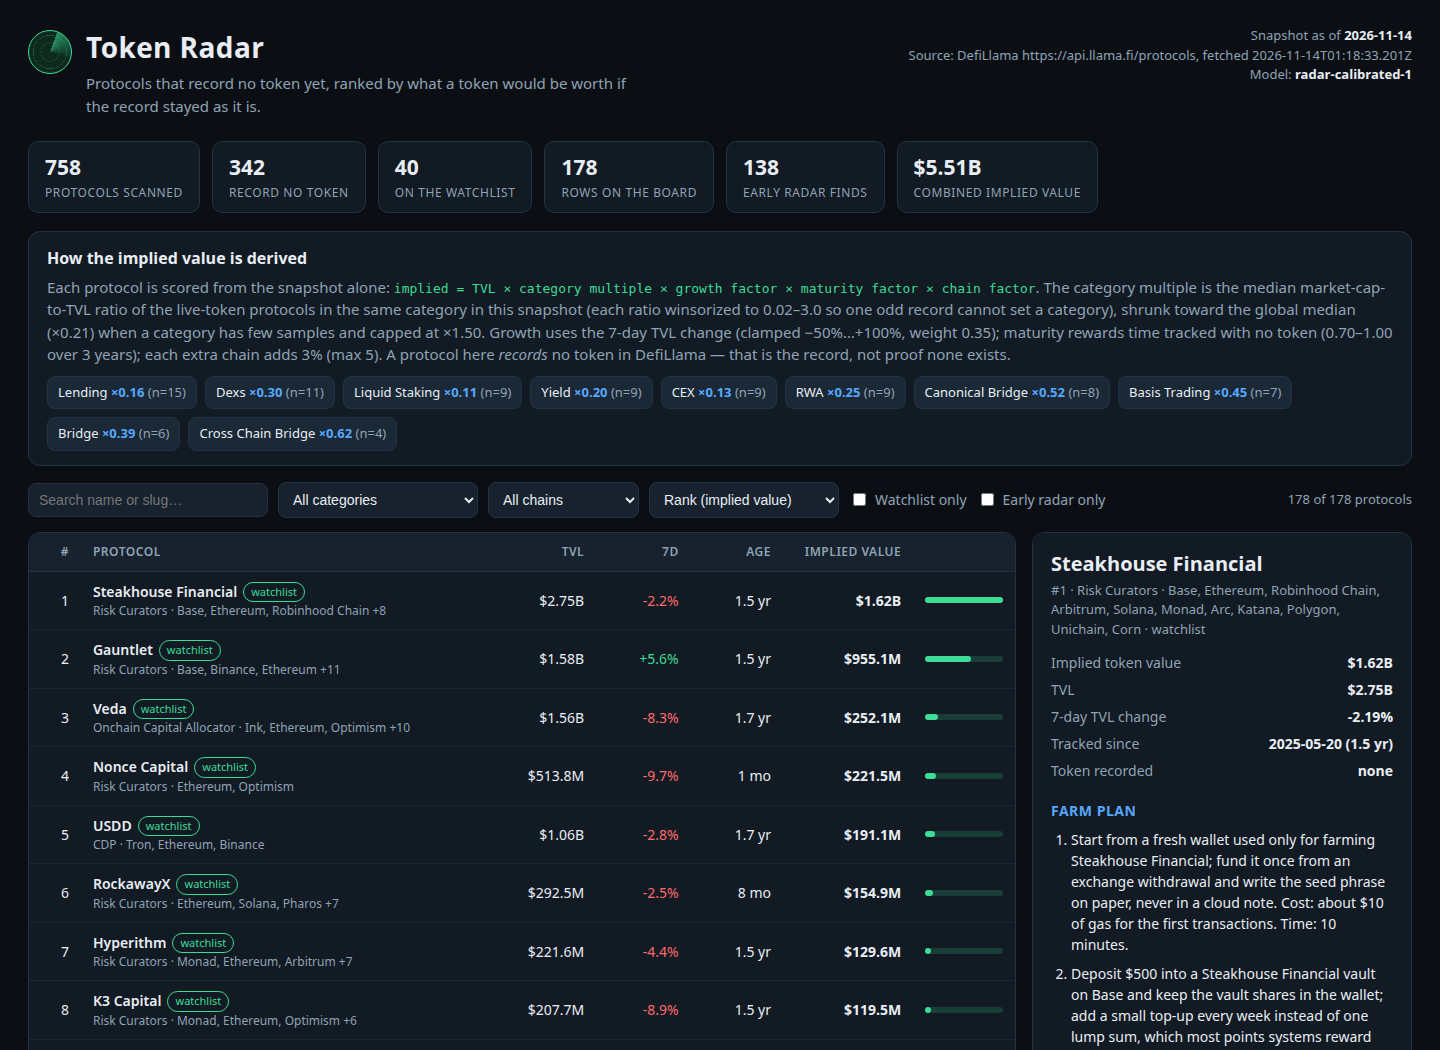 Token Radar
Protocols that record no token yet, ranked by what a token would be worth if
the record stayed as it is.
Snapshot as of 2026-11-14
Source: DefiLlama https://api.llama.fi/protocols, fetched 2026-11-14T01:18:33.201Z
Model: radar-calibrated-1
758
PROTOCOLS SCANNED
342
RECORD NO TOKEN
40
ON THE WATCHLIST
178
ROWS ON THE BOARD
138
EARLY RADAR FINDS
$5.51B
COMBINED IMPLIED VALUE
How the implied value is derived
Each protocol is scored from the snapshot alone: implied = TVL × category multiple × growth factor × maturity factor × chain factor. The category multiple is the median market-cap-
to-TVL ratio of the live-token protocols in the same category in this snapshot (each ratio winsorized to 0.02–3.0 so one odd record cannot set a category), shrunk toward the global median
(×0.21) when a category has few samples and capped at ×1.50. Growth uses the 7-day TVL change (clamped −50%…+100%, weight 0.35); maturity rewards time tracked with no token (0.70–1.00
over 3 years); each extra chain adds 3% (max 5). A protocol here records no token in DefiLlama — that is the record, not proof none exists.
Lending ×0.16 (n=15)
Dexs ×0.30 (n=11)
Liquid Staking ×0.11 (n=9)
Yield ×0.20 (n=9)
CEX ×0.13 (n=9)
RWA ×0.25 (n=9)
Canonical Bridge ×0.52 (n=8)
Basis Trading ×0.45 (n=7)
Bridge ×0.39 (n=6)
Cross Chain Bridge ×0.62 (n=4)
Search name or slug…
All categories
All chains
Rank (implied value)
Watchlist only
Early radar only
178 of 178 protocols
# PROTOCOL TVL 7D AGE IMPLIED VALUE
1 Steakhouse Financial watchlist $2.75B -2.2% 1.5 yr $1.62B
Risk Curators · Base, Ethereum, Robinhood Chain +8
2 Gauntlet watchlist $1.58B +5.6% 1.5 yr $955.1M
Risk Curators · Base, Binance, Ethereum +11
3 Veda watchlist $1.56B -8.3% 1.7 yr $252.1M
Onchain Capital Allocator · Ink, Ethereum, Optimism +10
4 Nonce Capital watchlist $513.8M -9.7% 1 mo $221.5M
Risk Curators · Ethereum, Optimism
5 USDD watchlist $1.06B -2.8% 1.7 yr $191.1M
CDP · Tron, Ethereum, Binance
6 RockawayX watchlist $292.5M -2.5% 8 mo $154.9M
Risk Curators · Ethereum, Solana, Pharos +7
7 Hyperithm watchlist $221.6M -4.4% 1.5 yr $129.6M
Risk Curators · Monad, Ethereum, Arbitrum +7
8 K3 Capital watchlist $207.7M -8.9% 1.5 yr $119.5M
Risk Curators · Monad, Ethereum, Optimism +6
Steakhouse Financial
#1 · Risk Curators · Base, Ethereum, Robinhood Chain,
Arbitrum, Solana, Monad, Arc, Katana, Polygon,
Unichain, Corn · watchlist
Implied token value $1.62B
TVL $2.75B
7-day TVL change -2.19%
Tracked since 2025-05-20 (1.5 yr)
Token recorded none
FARM PLAN
1. Start from a fresh wallet used only for farming
Steakhouse Financial; fund it once from an
exchange withdrawal and write the seed phrase
on paper, never in a cloud note. Cost: about $10
of gas for the first transactions. Time: 10
minutes.
2. Deposit $500 into a Steakhouse Financial vault
on Base and keep the vault shares in the wallet;
add a small top-up every week instead of one
lump sum, which most points systems reward